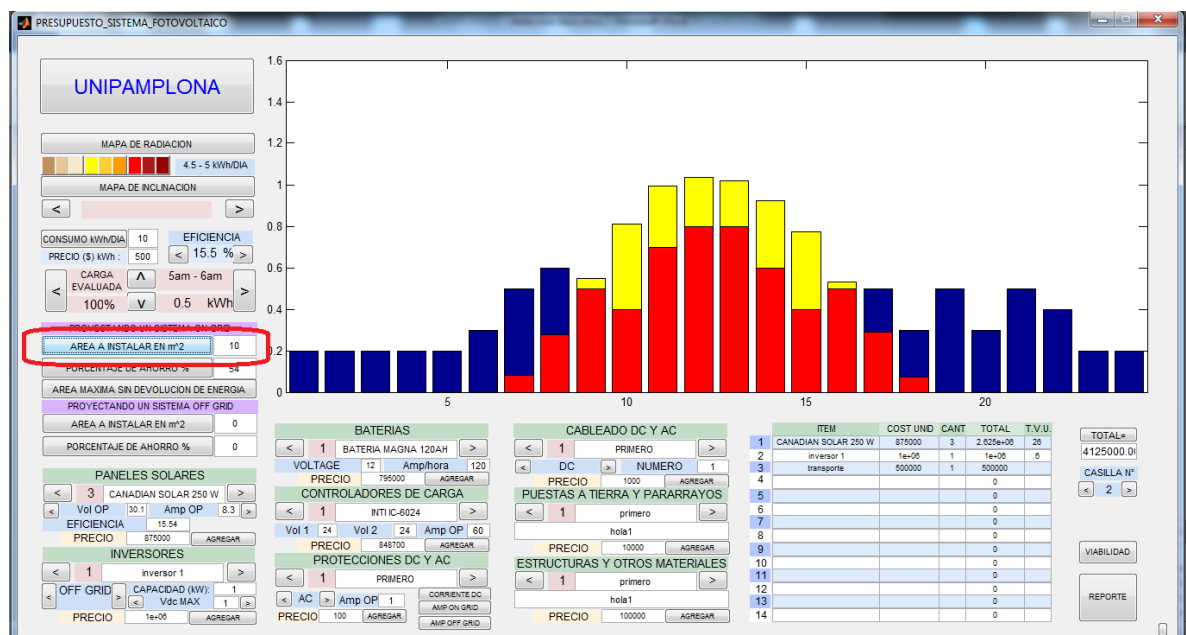 PRESUPUESTO_SISTEMA_FOTOVOLTAICO
UNIPAMPLONA
MAPA DE RADIACION
4.5 - 5 kWh/DIA
MAPA DE INCLINACION
< >
CONSUMO kWh/DIA 10 EFICIENCIA
PRECIO ($) kWh : 500 < 15.5 % >
CARGA EVALUADA ʌ 5am - 6am
< 100% V 0.5 kWh >
PROYECTANDO UN SISTEMA ON GRID
AREA A INSTALAR EN m^2 10
PORCENTAJE DE AHORRO % 54
AREA MAXIMA SIN DEVOLUCION DE ENERGIA
PROYECTANDO UN SISTEMA OFF GRID
AREA A INSTALAR EN m^2 0
PORCENTAJE DE AHORRO % 0
PANELES SOLARES
< 3 CANADIAN SOLAR 250 W >
< Vol OP 30.1 Amp OP 8.3 >
EFICIENCIA 15.54
PRECIO 875000 AGREGAR
INVERSORES
< 1 inversor 1 >
< OFF GRID > CAPACIDAD (kW): 1
< Vdc MAX 1 >
PRECIO 1e+06 AGREGAR
1.6
1.4
1.2
1
0.8
0.6
0.4
0.2
0
5 10 15 20
BATERIAS
< 1 BATERIA MAGNA 120AH >
VOLTAGE 12 Amp/hora 120
PRECIO 795000 AGREGAR
CONTROLADORES DE CARGA
< 1 INTI IC-6024 >
Vol 1 24 Vol 2 24 Amp OP 60
PRECIO 848700 AGREGAR
PROTECCIONES DC Y AC
< 1 PRIMERO >
< AC > Amp OP 1 CORRIENTE DC
AMP ON GRID
PRECIO 100 AGREGAR AMP OFF GRID
CABLEADO DC Y AC
< 1 PRIMERO >
< DC > NUMERO 1
PRECIO 1000 AGREGAR
PUESTAS A TIERRA Y PARARRAYOS
< 1 primero >
hola1
PRECIO 10000 AGREGAR
ESTRUCTURAS Y OTROS MATERIALES
< 1 primero >
hola1
PRECIO 100000 AGREGAR
ITEM COST UNID CANT TOTAL T.V.U.
1 CANADIAN SOLAR 250 W 875000 3 2.625e+06 26
2 inversor 1 1e+06 1 1e+06 6
3 transporte 500000 1 500000
4 0
5 0
6 0
7 0
8 0
9 0
10 0
11 0
12 0
13 0
14 0
TOTAL=
4125000.0
CASILLA N°
< 2 >
VIABILIDAD
REPORTE